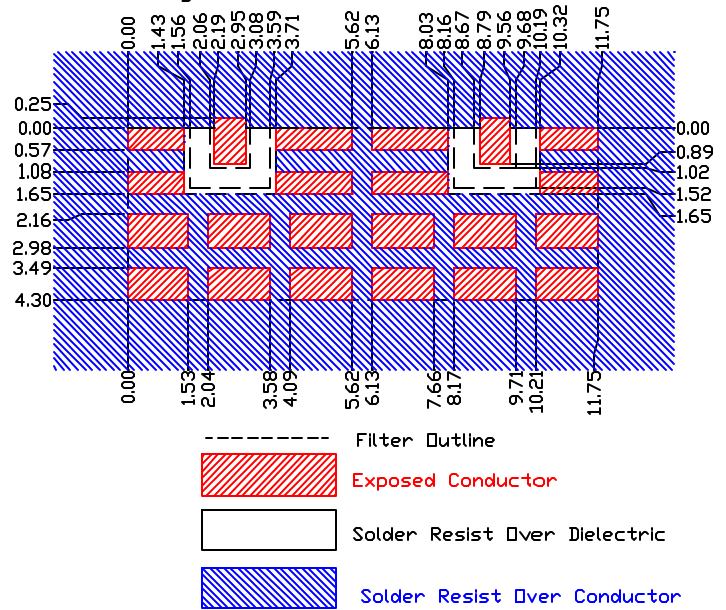 0.00 1.43 1.56 2.06 2.19 2.95 3.08 3.59 3.71 5.62 6.13 8.03 8.16 8.67 8.79 9.56 9.68 10.19 10.32 11.75
0.25
0.00 0.00
0.57 0.89
1.08 1.02
1.65 1.52
2.16 1.65
2.98
3.49
4.30
0.00 1.53 2.04 3.58 4.09 5.62 6.13 7.66 8.17 9.71 10.21 11.75
Filter Outline
Exposed Conductor
Solder Resist Over Dielectric
Solder Resist Over Conductor